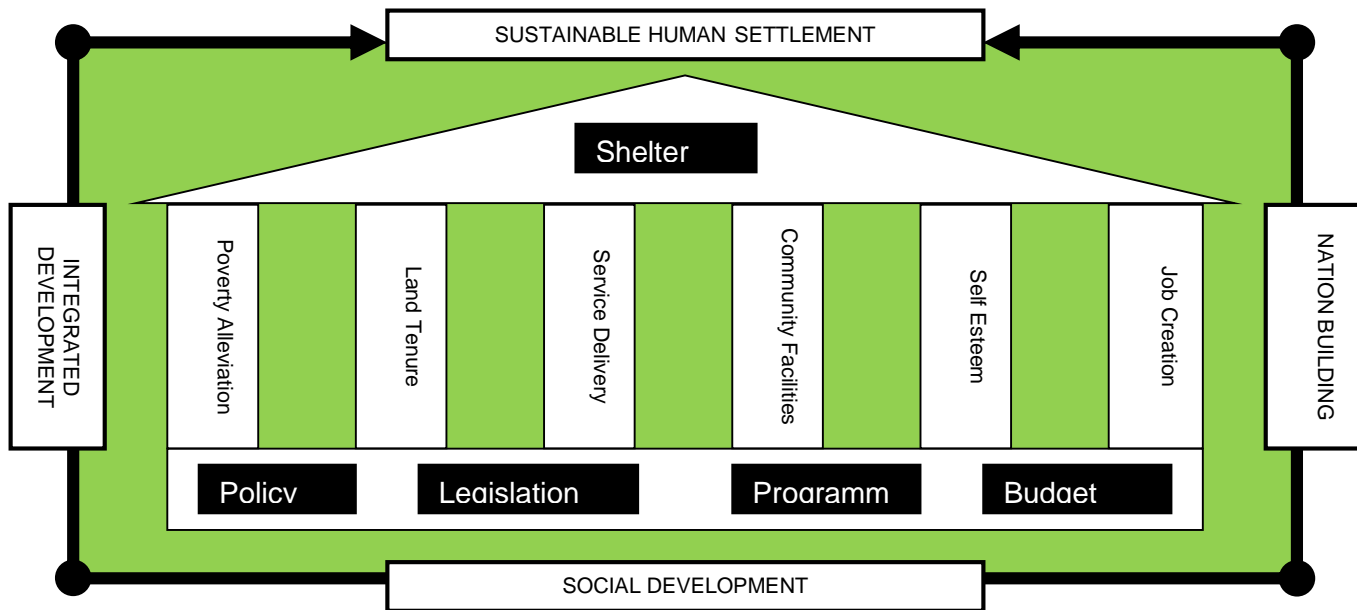 SUSTAINABLE HUMAN SETTLEMENT
Shelter
INTEGRATED
DEVELOPMENT
Poverty Alleviation
Land Tenure
Service Delivery
Community Facilities
Self Esteem
Job Creation
NATION BUILDING
Policy
Legislation
Programm
Budget
SOCIAL DEVELOPMENT